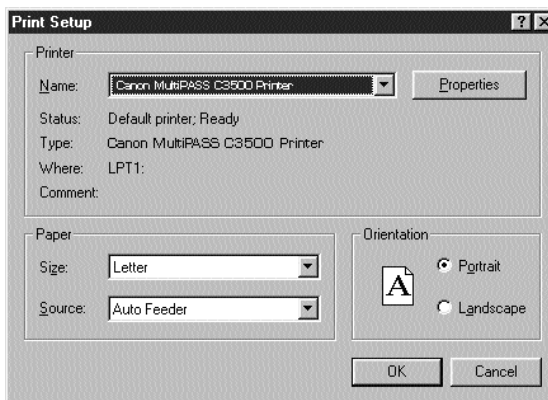 Print Setup
Printer
Name: Canon MultiPASS C3500 Printer Properties
Status: Default printer; Ready
Type: Canon MultiPASS C3500 Printer
Where: LPT1:
Comment:
Paper
Size: Letter
Source: Auto Feeder
Orientation
A
Portrait
Landscape
OK Cancel